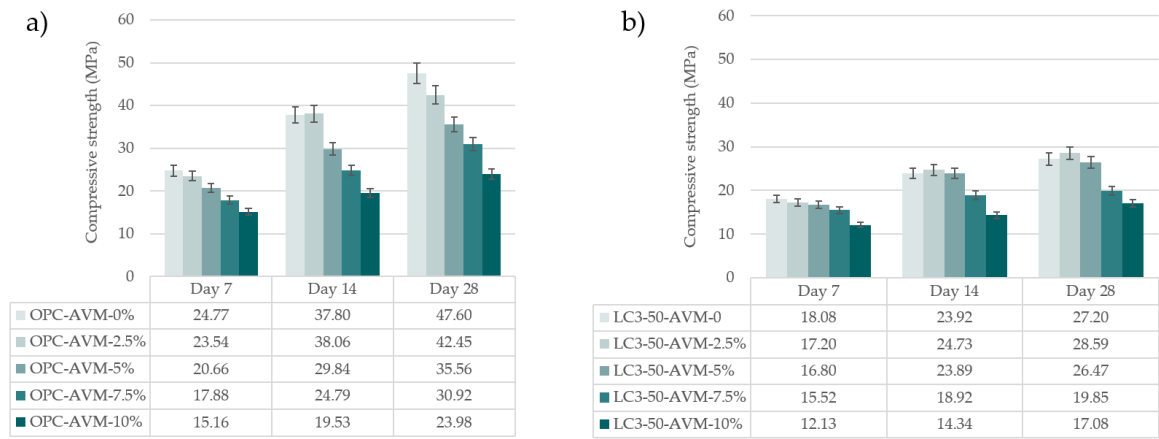 a)
Compressive strength (MPa)
60
50
40
30
20
10
0
Day 7 Day 14 Day 28
OPC-AVM-0% 24.77 37.80 47.60
OPC-AVM-2.5% 23.54 38.06 42.45
OPC-AVM-5% 20.66 29.84 35.56
OPC-AVM-7.5% 17.88 24.79 30.92
OPC-AVM-10% 15.16 19.53 23.98
b)
Compressive strength (MPa)
60
50
40
30
20
10
0
Day 7 Day 14 Day 28
LC3-50-AVM-0 18.08 23.92 27.20
LC3-50-AVM-2.5% 17.20 24.73 28.59
LC3-50-AVM-5% 16.80 23.89 26.47
LC3-50-AVM-7.5% 15.52 18.92 19.85
LC3-50-AVM-10% 12.13 14.34 17.08